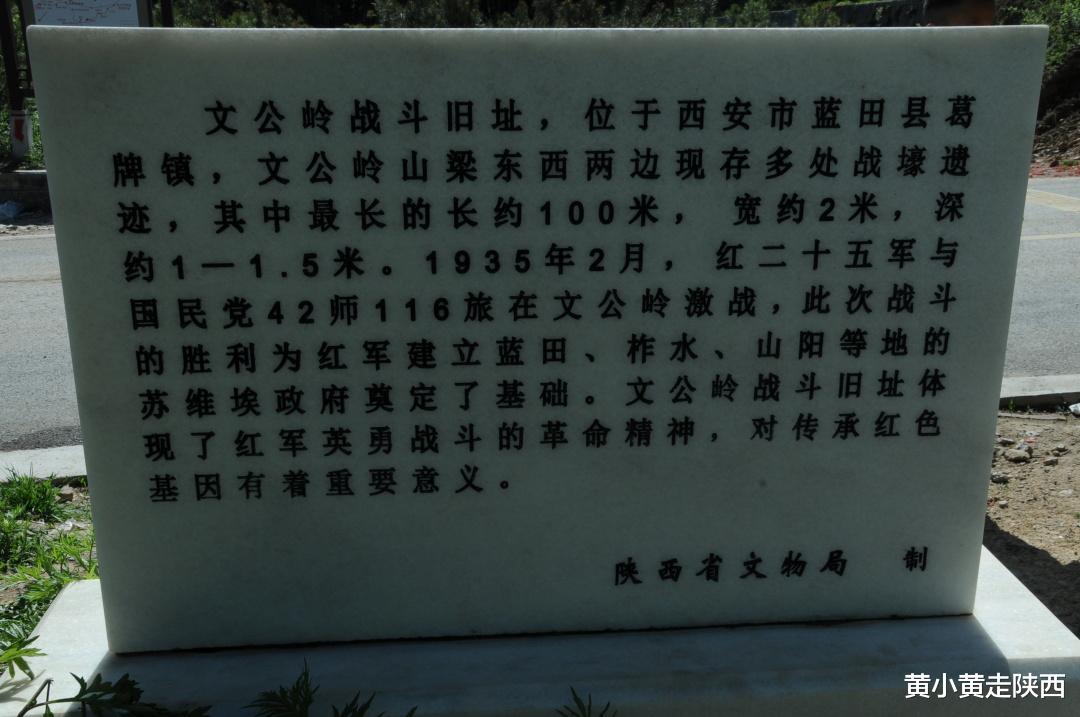 文公岭战斗旧址，位于西安市蓝田县葛
牌镇，文公岭山梁东西两边现存多处战壕遗
迹，其中最长的长约100米， 宽约2米，深
约1—1.5米。1935年2月，红二十五军与
国民党42师116旅在文公岭激战，此次战斗
的胜利为红军建立蓝田、柞水、山阳等地的
苏维埃政府奠定了基础。文公岭战斗旧址体
现了红军英勇战斗的革命精神，对传承红色
基因有着重要意义。
陕西省文物局 制
黄小黄走陕西